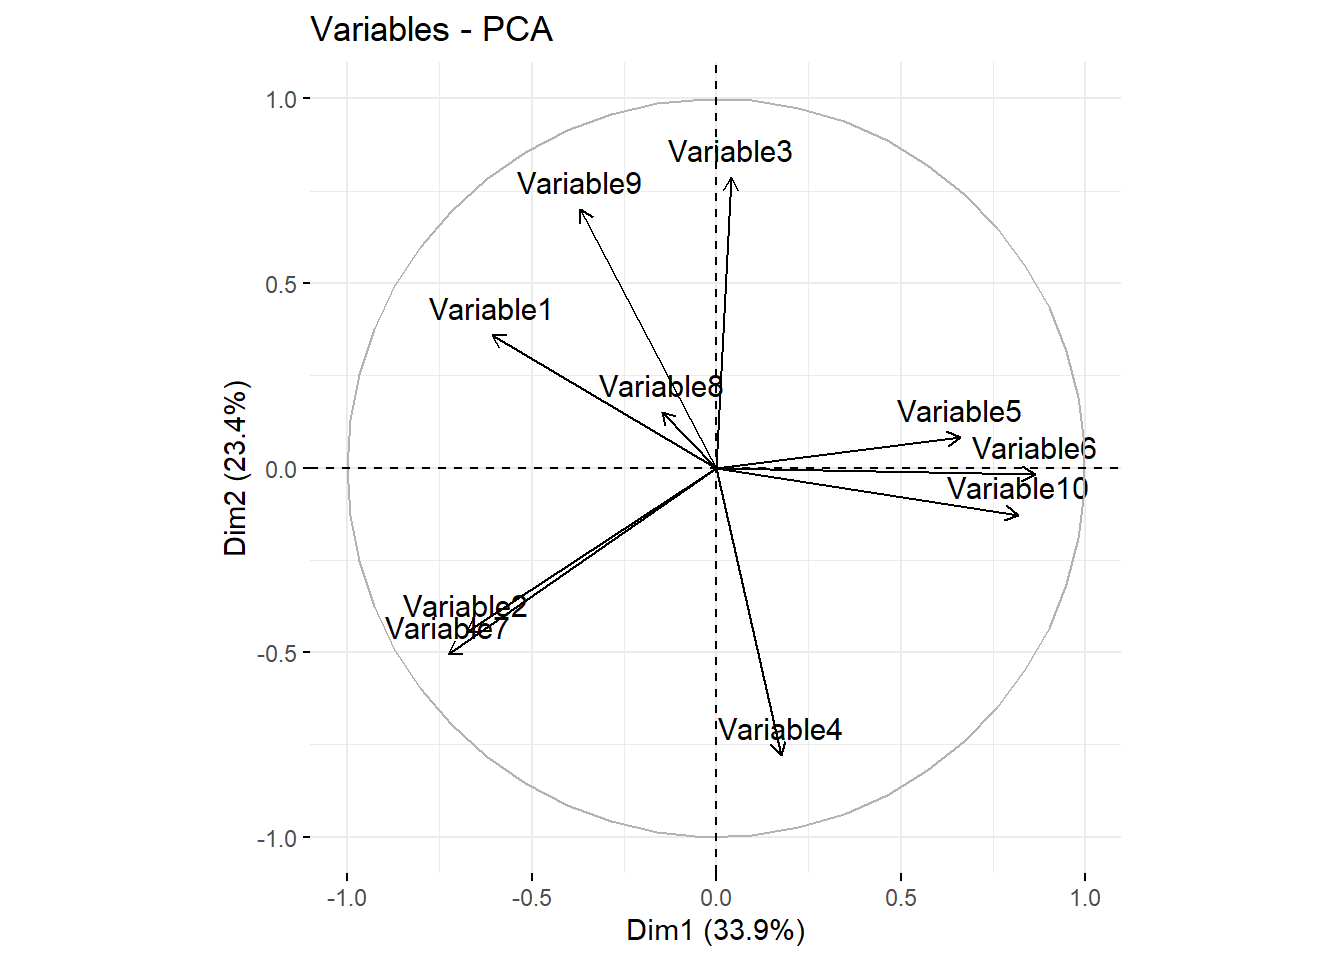 Variables - PCA
1.0
Variable3
Variable9
0.5
Variable1
Variable8
Variable5
Variable6
0.0
Variable10
Dim2 (23.4%)
Variable2
Variable7
-0.5
Variable4
-1.0
-1.0 -0.5 0.0 0.5 1.0
Dim1 (33.9%)